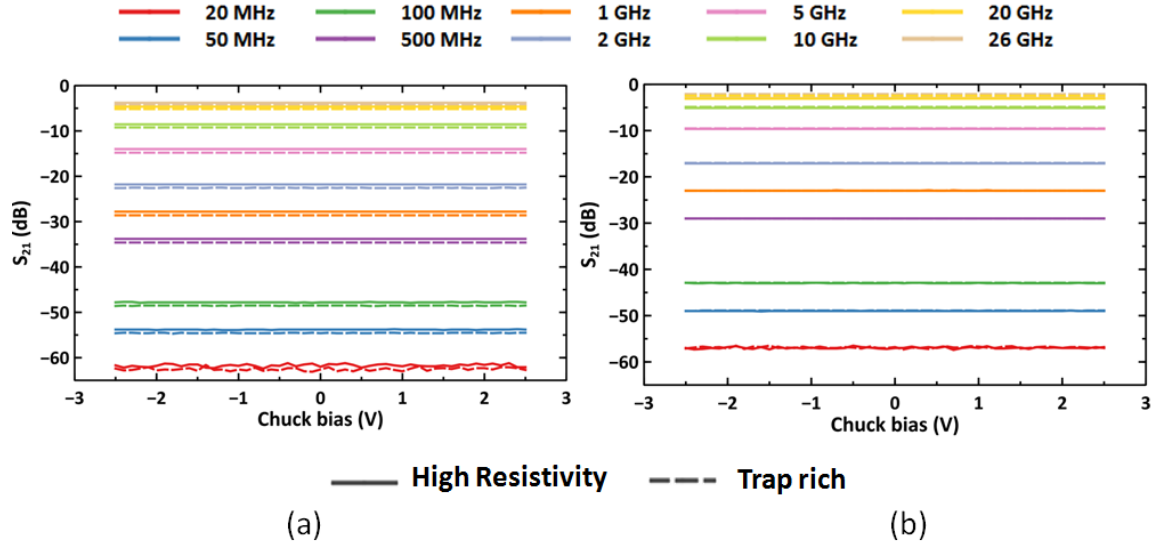 20 MHz 100 MHz 1 GHz 5 GHz 20 GHz
50 MHz 500 MHz 2 GHz 10 GHz 26 GHz
0
−10
−20
−30
−40
−50
−60
S21 (dB)
−3 −2 −1 0 1 2 3
Chuck bias (V)
0
−10
−20
−30
−40
−50
−60
S21 (dB)
−3 −2 −1 0 1 2 3
Chuck bias (V)
High Resistivity Trap rich
(a) (b)